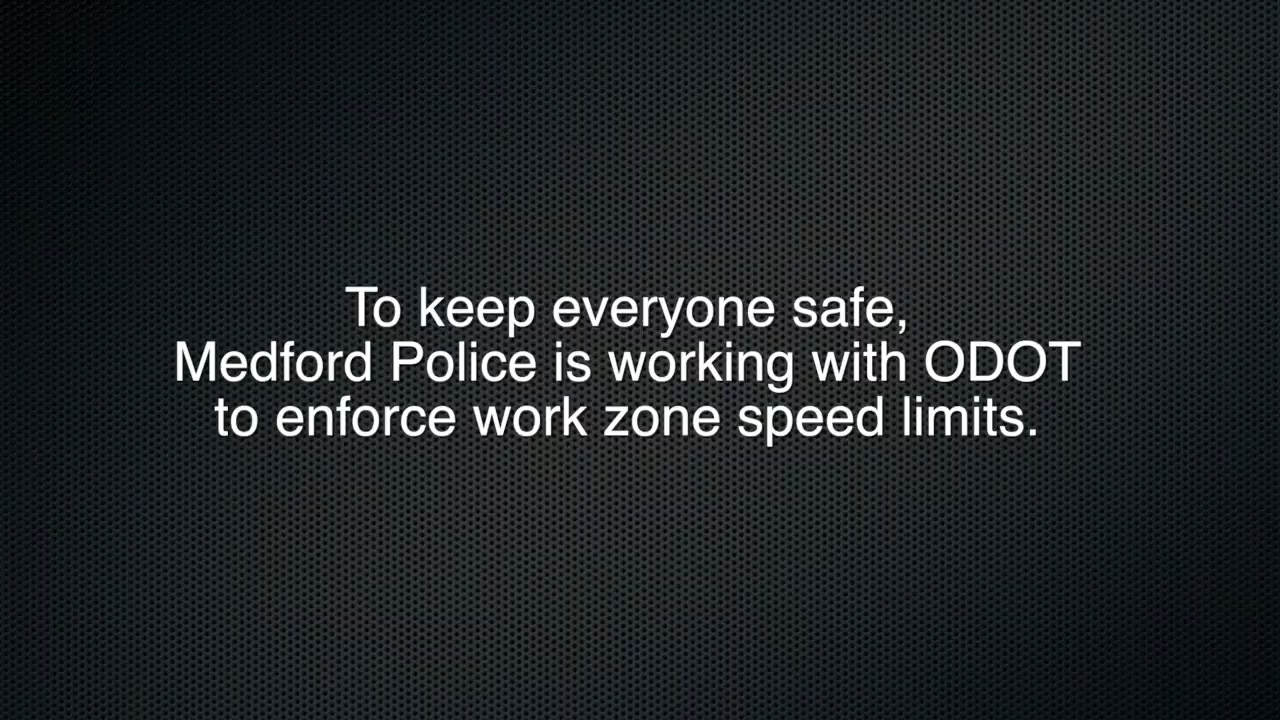 To keep everyone safe,
Medford Police is working with ODOT
to enforce work zone speed limits.